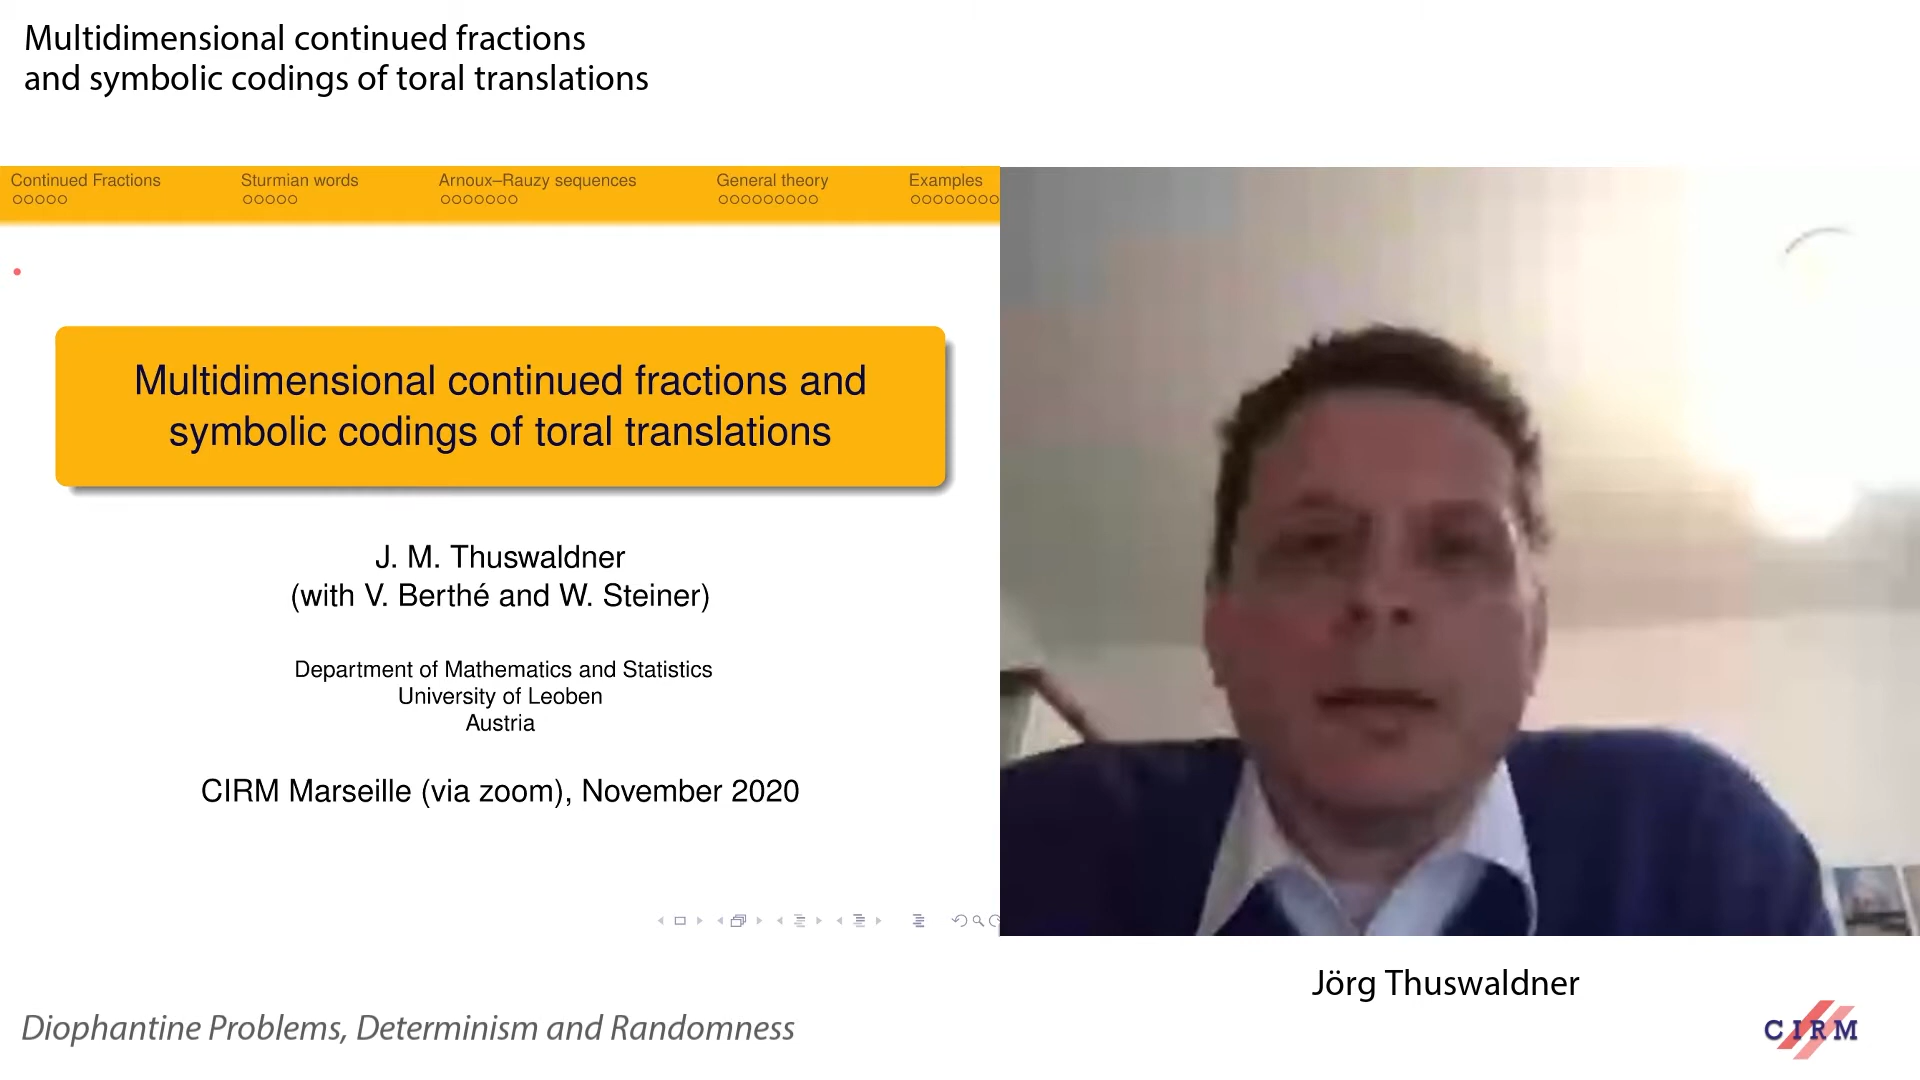 Multidimensional continued fractions
and symbolic codings of toral translations
Continued Fractions
Sturmian words
Arnoux–Rauzy sequences
General theory
Examples
Multidimensional continued fractions and
symbolic codings of toral translations
J. M. Thuswaldner
(with V. Berthé and W. Steiner)
Department of Mathematics and Statistics
University of Leoben
Austria
CIRM Marseille (via zoom), November 2020
Jörg Thuswaldner
Diophantine Problems, Determinism and Randomness
CIRM